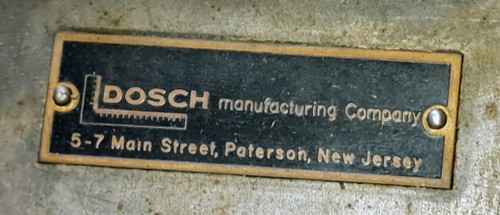 DOSCH manufacturing Company
5-7 Main Street, Paterson, New Jersey